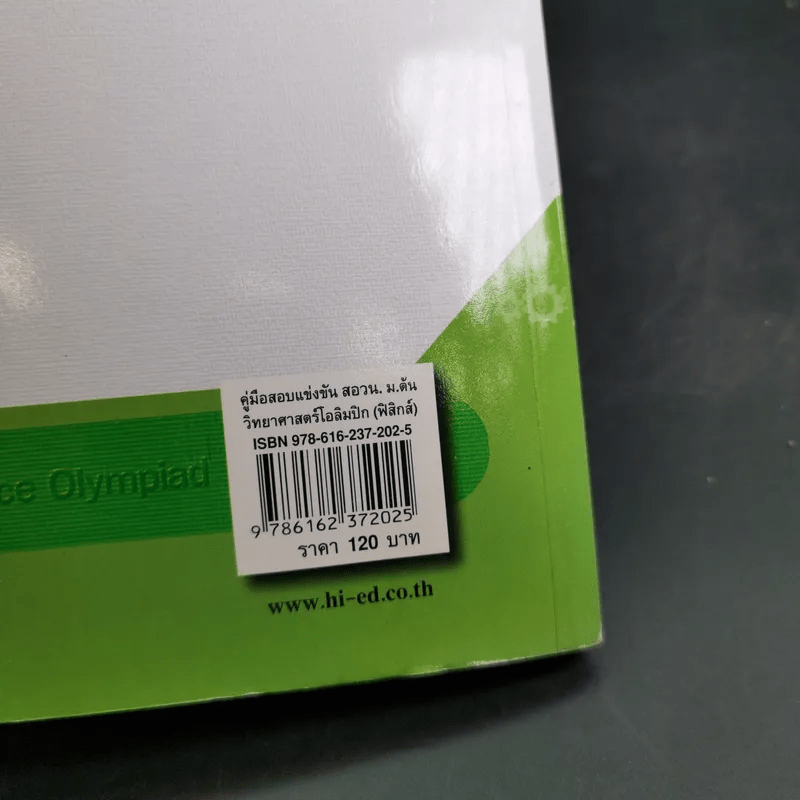 คู่มือสอบแข่งขัน สอวน. ม.ต้น
วิทยาศาสตร์โอลิมปิก (ฟิสิกส์)
ISBN 978-616-237-202-5
Olympiad
9 786162 372025
ราคา 120 บาท
www.hi-ed.co.th